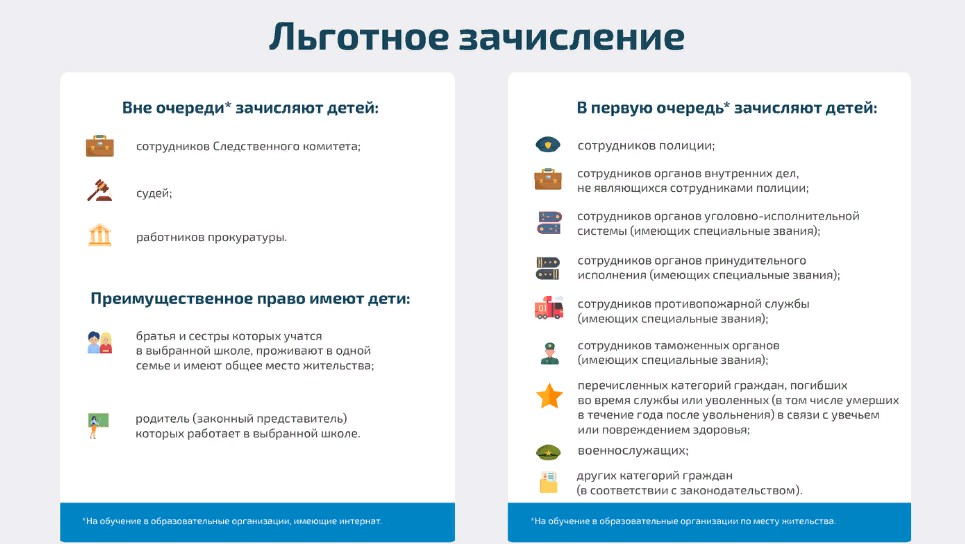 Льготное зачисление
Вне очереди* зачисляют детей:
сотрудников Следственного комитета;
судей;
работников прокуратуры.
Преимущественное право имеют дети:
братья и сестры которых учатся
в выбранной школе, проживают в одной
семье и имеют общее место жительства;
родитель (законный представитель)
которых работает в выбранной школе.
*На обучение в образовательные организации, имеющие интернат.
В первую очередь* зачисляют детей:
сотрудников полиции;
сотрудников органов внутренних дел,
не являющихся сотрудниками полиции;
сотрудников органов уголовно-исполнительной
системы (имеющих специальные звания);
сотрудников органов принудительного
исполнения (имеющих специальные звания);
01
сотрудников противопожарной службы
(имеющих специальные звания);
сотрудников таможенных органов
(имеющих специальные звания);
перечисленных категорий граждан, погибших
во время службы или уволенных (в том числе умерших
в течение года после увольнения) в связи с увечьем
или повреждением здоровья;
военнослужащих;
других категорий граждан
(в соответствии с законодательством).
*На обучение в образовательные организации по месту жительства.